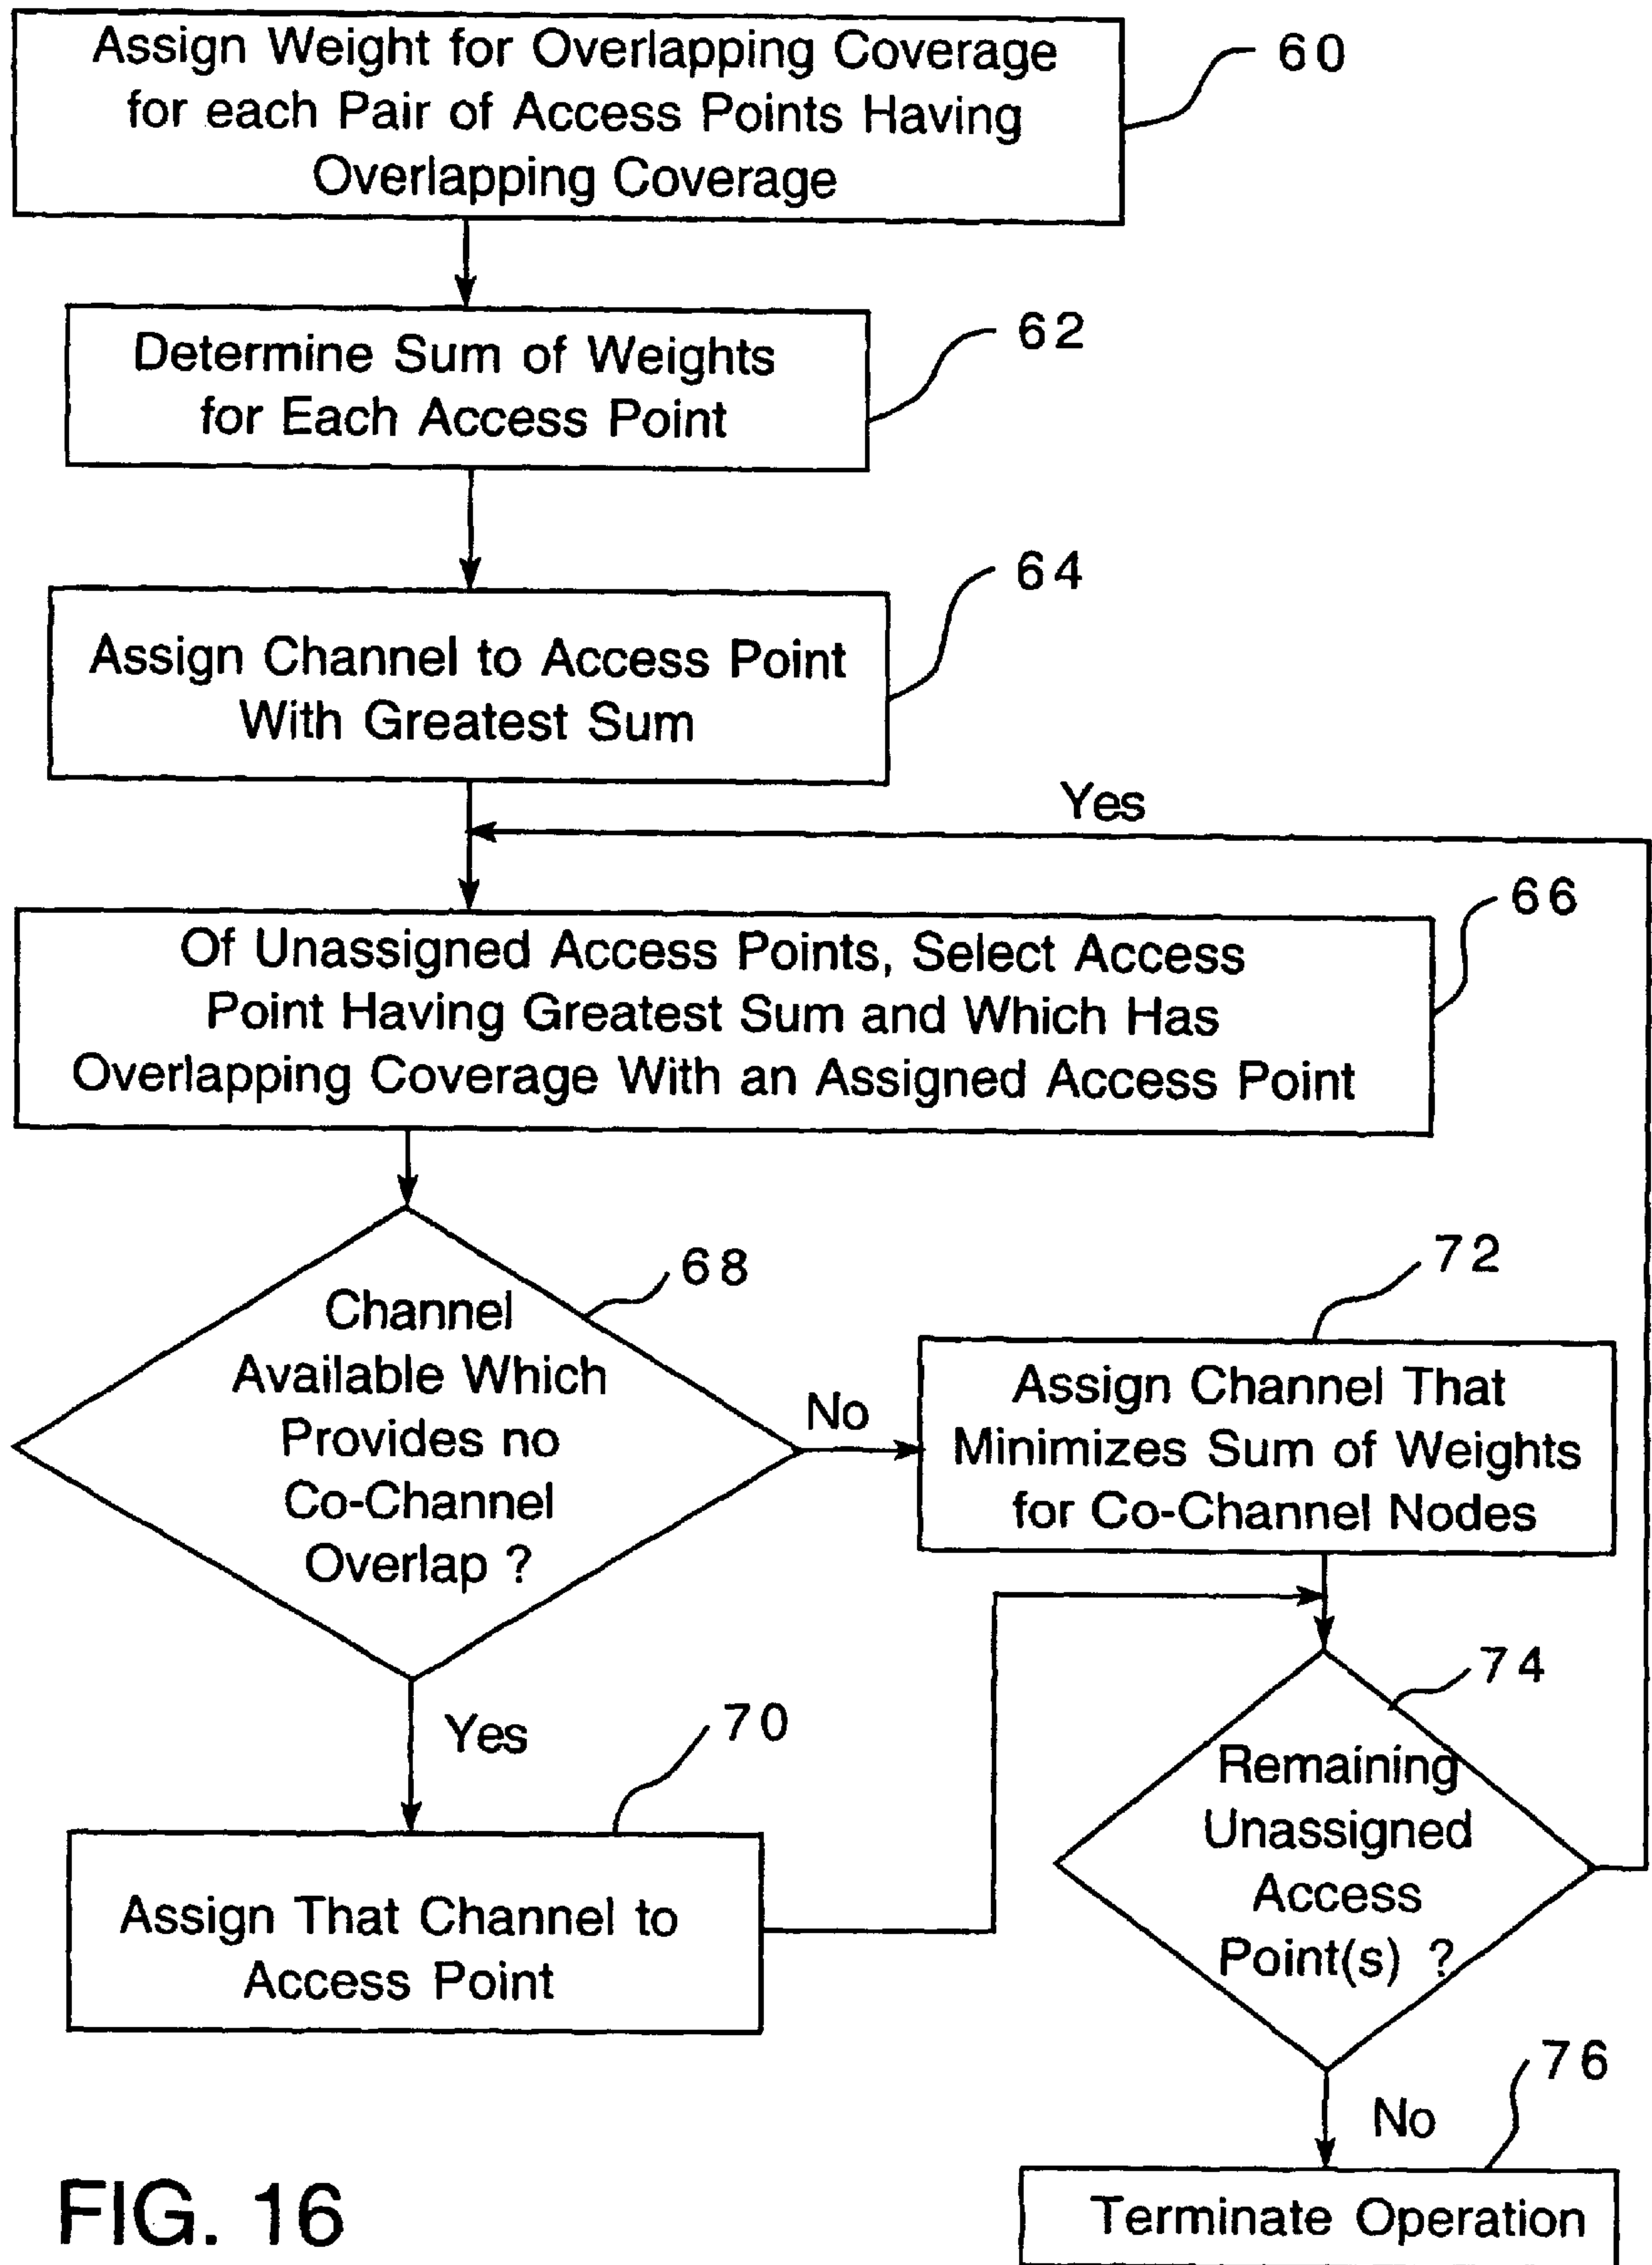 Assign Weight for Overlapping Coverage
for each Pair of Access Points Having
Overlapping Coverage
60
Determine Sum of Weights
for Each Access Point
62
Assign Channel to Access Point
With Greatest Sum
64
Yes
Of Unassigned Access Points, Select Access
Point Having Greatest Sum and Which Has
Overlapping Coverage With an Assigned Access Point
66
Channel
Available Which
Provides no
Co-Channel
Overlap ?
68
No
Assign Channel That
Minimizes Sum of Weights
for Co-Channel Nodes
72
Yes
Assign That Channel to
Access Point
70
Remaining
Unassigned
Access
Point(s) ?
74
No
Terminate Operation
76
FIG. 16